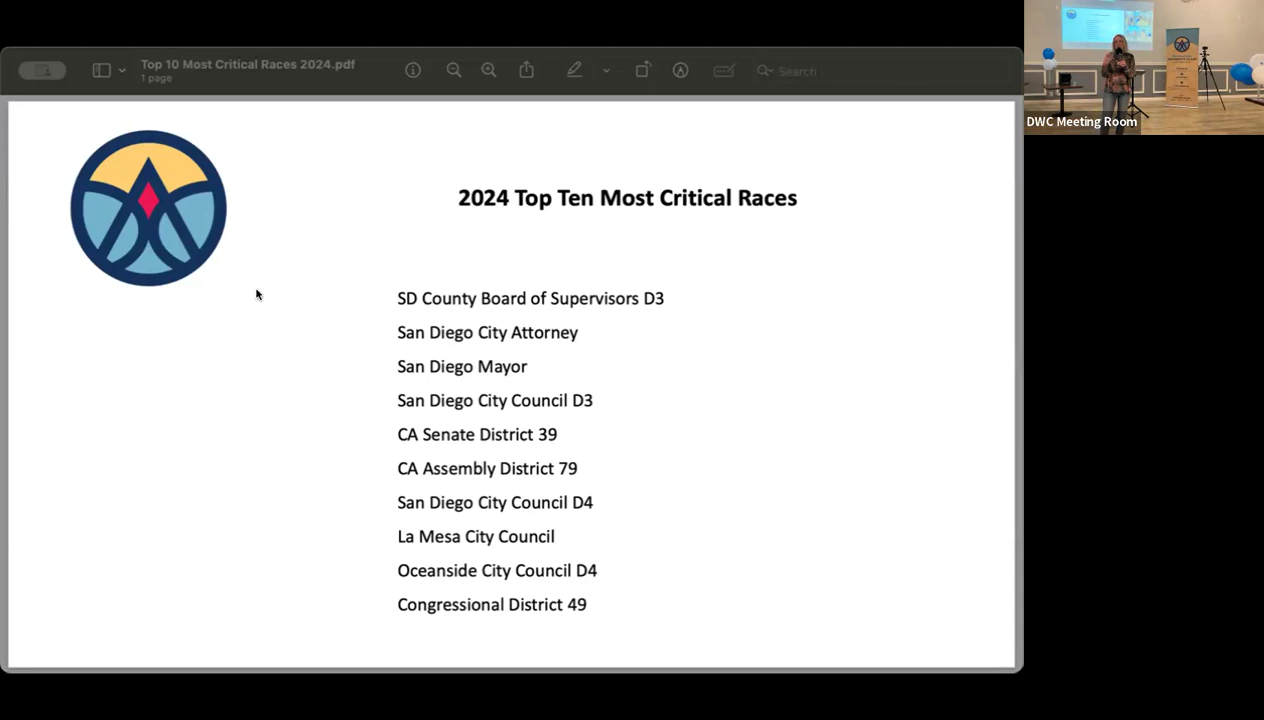 Top 10 Most Critical Races 2024.pdf
1 page
Search
DWC Meeting Room
2024 Top Ten Most Critical Races
SD County Board of Supervisors D3
San Diego City Attorney
San Diego Mayor
San Diego City Council D3
CA Senate District 39
CA Assembly District 79
San Diego City Council D4
La Mesa City Council
Oceanside City Council D4
Congressional District 49